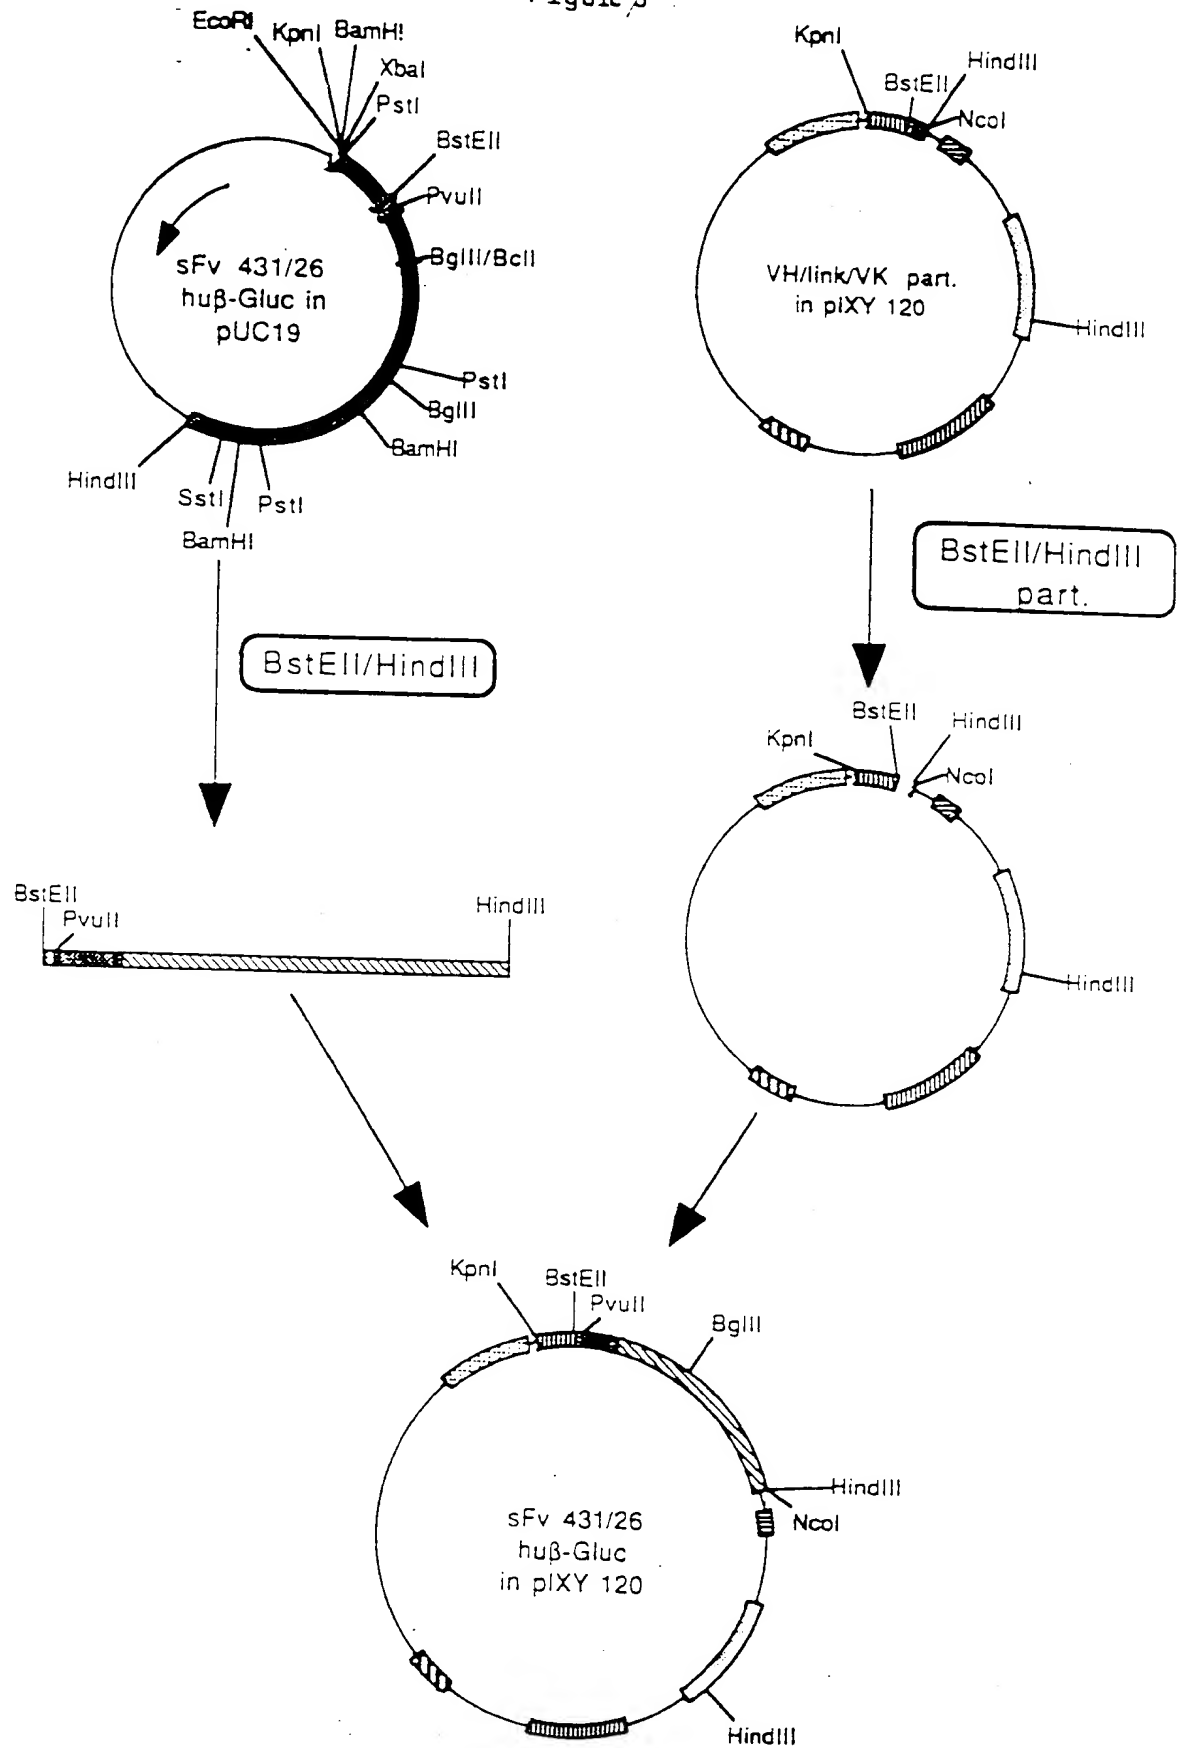 EcoRI
KpnI
BamHI
XbaI
PstI
BstEII
PvuII
BglII/BclI
sFv 431/26
huβ-Gluc in
pUC19
PstI
BglII
BamHI
HindIII
SstI
PstI
BamHI
KpnI
HindIII
BstEII
NcoI
VH/link/VK part.
in pIXY 120
HindIII
BstEII/HindIII
part.
BstEII/HindIII
BstEII
HindIII
KpnI
NcoI
HindIII
BstEII
PvuII
HindIII
KpnI
BstEII
PvuII
BglII
HindIII
NcoI
sFv 431/26
huβ-Gluc
in pIXY 120
HindIII